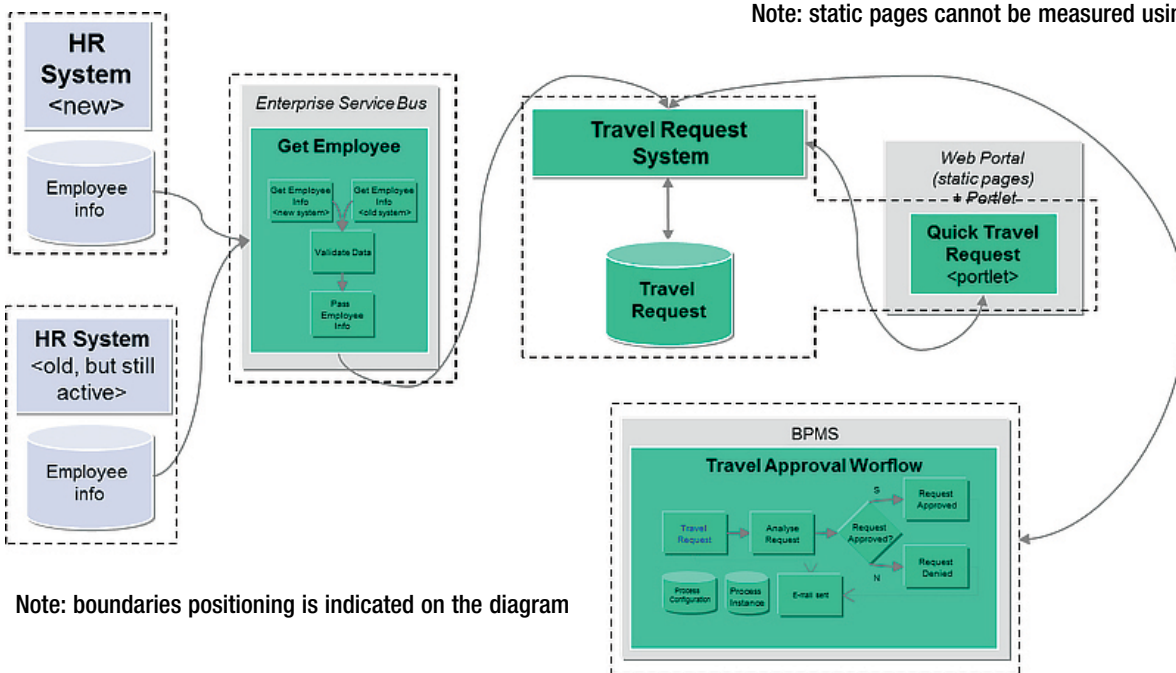 Note: static pages cannot be measured usin
HR
System
<new>
Employee
info
HR System
<old, but still
active>
Employee
info
Enterprise Service Bus
Get Employee
Get Employee
Info
<new system>
Get Employee
Info
<old system>
Validate Data
Pass
Employee
Info
Travel Request
System
Travel
Request
Web Portal
(static pages)
+ Portlet
Quick Travel
Request
<portlet>
BPMS
Travel Approval Worflow
Travel
Request
Analyse
Request
Request
Approved?
S
Request
Approved
N
Request
Denied
Process
Configuration
Process
Instance
E-mail sent
Note: boundaries positioning is indicated on the diagram